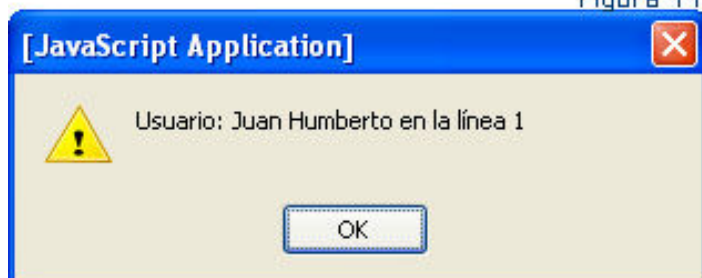 Figura 11
[JavaScript Application]
Usuario: Juan Humberto en la línea 1
OK